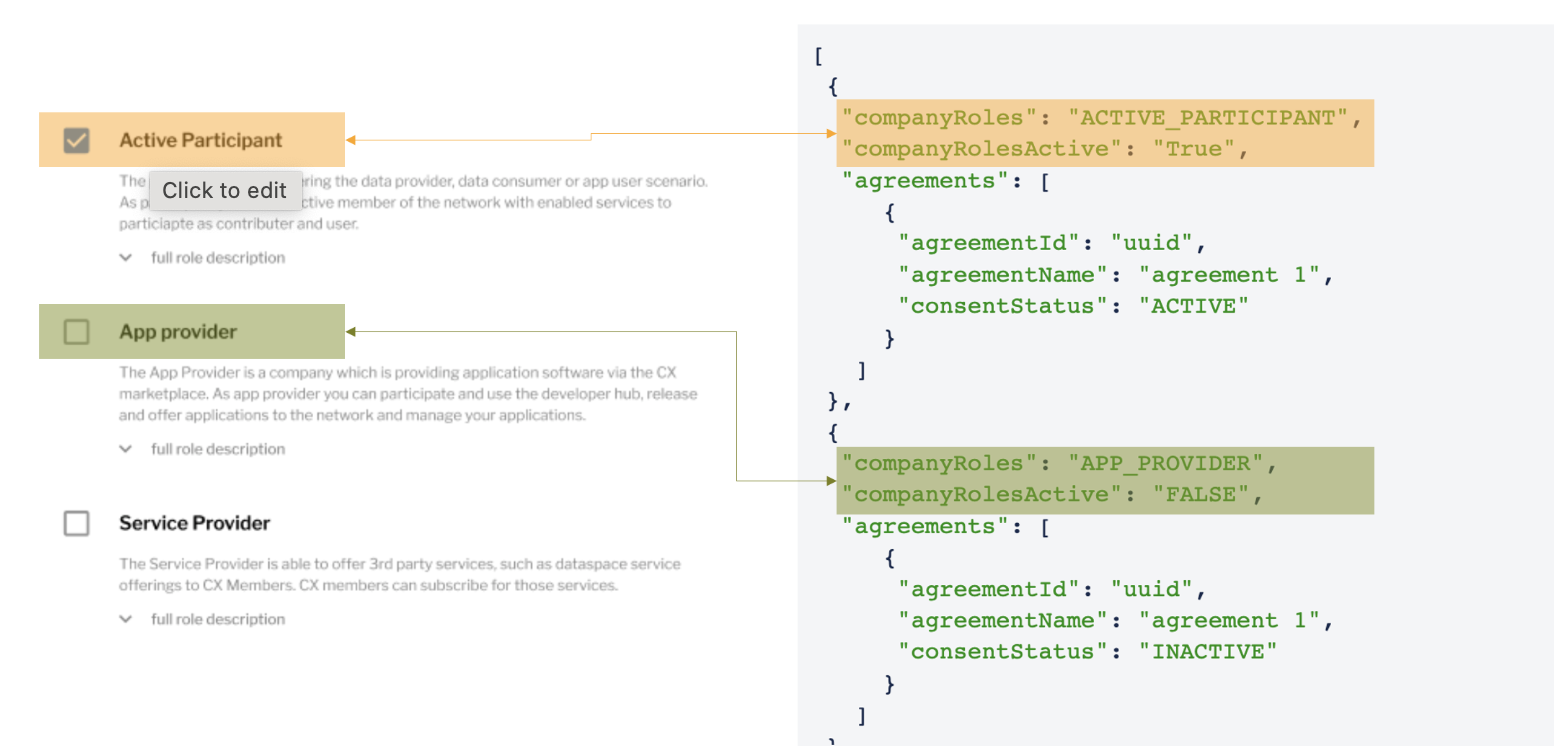 Active Participant
Click to edit
The ering the data provider, data consumer or app user scenario.
As p ctive member of the network with enabled services to
particiapte as contributer and user.
full role description
App provider
The App Provider is a company which is providing application software via the CX
marketplace. As app provider you can participate and use the developer hub, release
and offer applications to the network and manage your applications.
full role description
Service Provider
The Service Provider is able to offer 3rd party services, such as dataspace service
offerings to CX Members. CX members can subscribe for those services.
full role description
[
{
"companyRoles": "ACTIVE_PARTICIPANT",
"companyRolesActive": "True",
"agreements": [
{
"agreementId": "uuid",
"agreementName": "agreement 1",
"consentStatus": "ACTIVE"
}
]
},
{
"companyRoles": "APP_PROVIDER",
"companyRolesActive": "FALSE",
"agreements": [
{
"agreementId": "uuid",
"agreementName": "agreement 1",
"consentStatus": "INACTIVE"
}
]
}